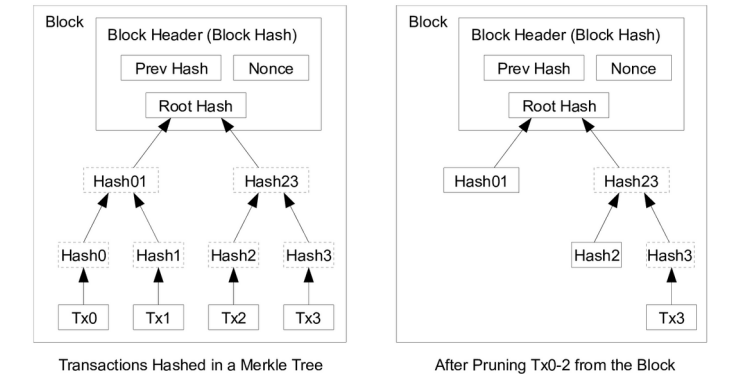 Block
Block Header (Block Hash)
Prev Hash
Nonce
Root Hash
Hash01
Hash23
Hash0
Hash1
Hash2
Hash3
Tx0
Tx1
Tx2
Tx3
Transactions Hashed in a Merkle Tree
Block
Block Header (Block Hash)
Prev Hash
Nonce
Root Hash
Hash01
Hash23
Hash2
Hash3
Tx3
After Pruning Tx0-2 from the Block